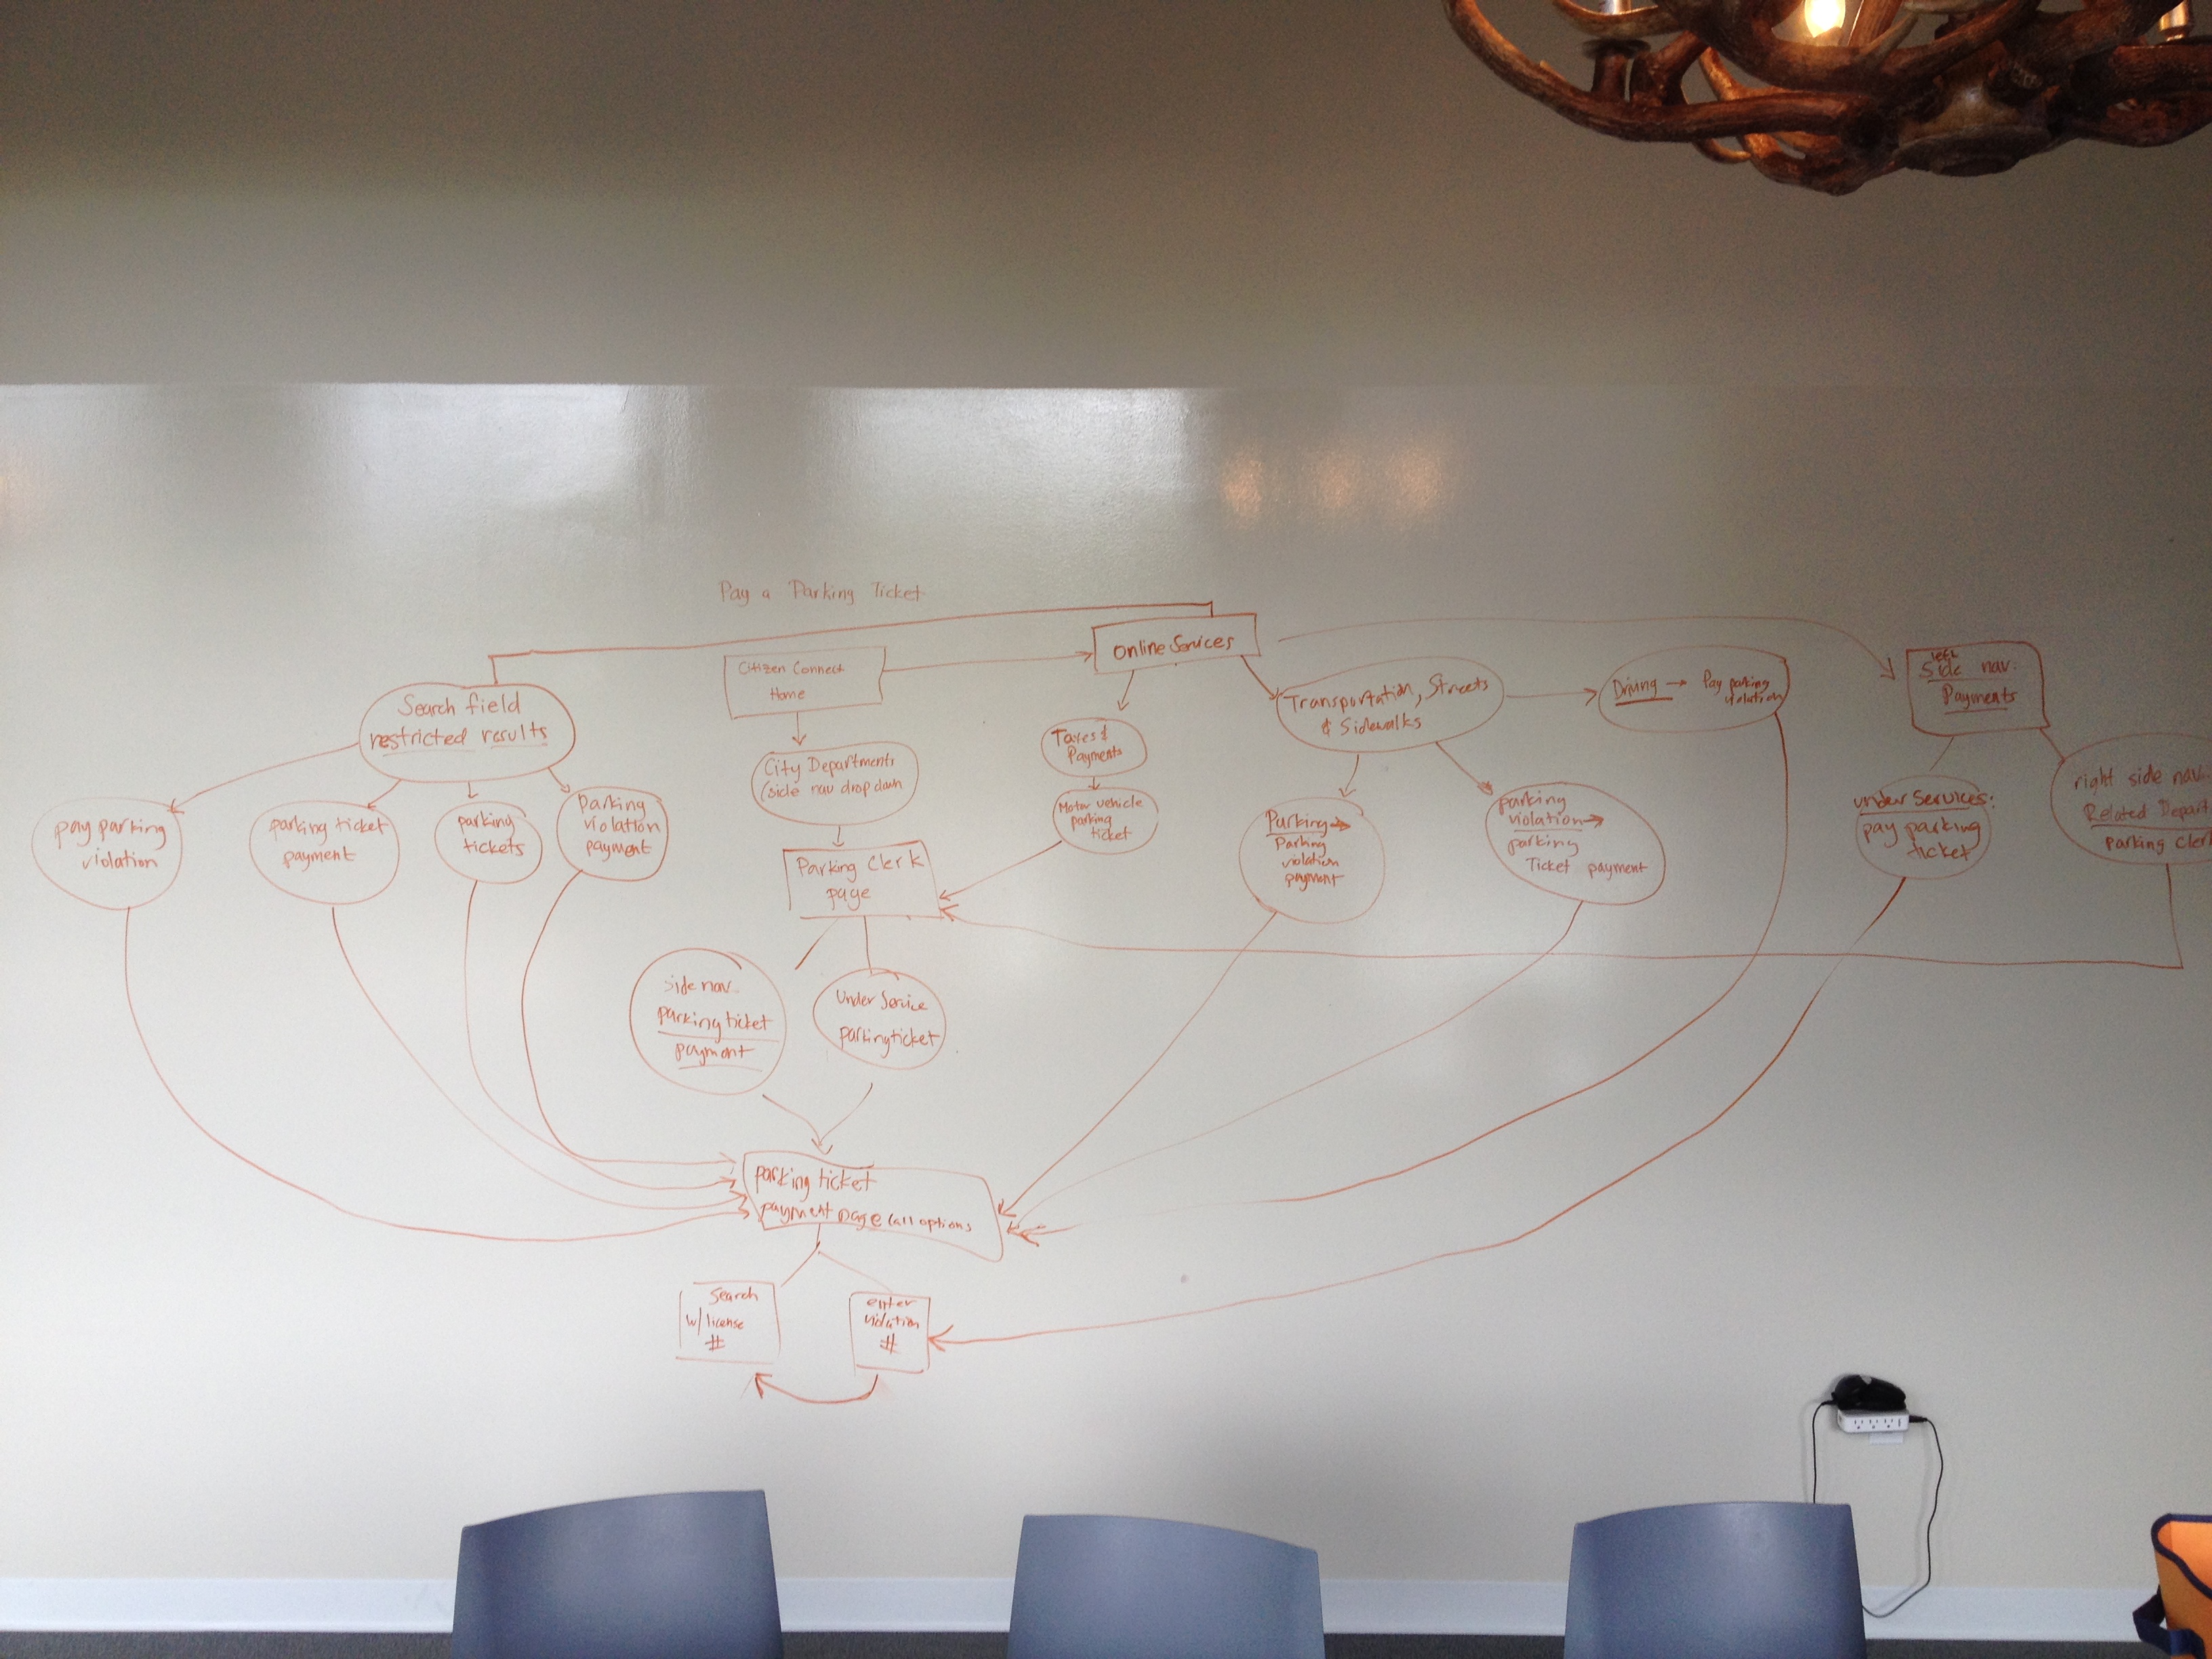 Pay a Parking Ticket
Online Services
Citizen Connect
Home
Search field
restricted results
pay parking
violation
parking ticket
payment
parking
tickets
Parking
violation
payment
City Departments
(side nav drop down
Parking Clerk
page
side nav.
parking ticket
payment
Under Service
parking ticket
Taxes &
Payments
Motor vehicle
parking
ticket
Transportation, Streets
& Sidewalks
Parking →
Parking
violation
payment
parking
violation →
parking
Ticket payment
Driving → Pay parking
violation
left
Side nav:
Payments
under Services:
pay parking
ticket
right side nav:
Related Depart
parking cler
parking ticket
payment page (all options
Search
w/ license
#
enter
violation
#